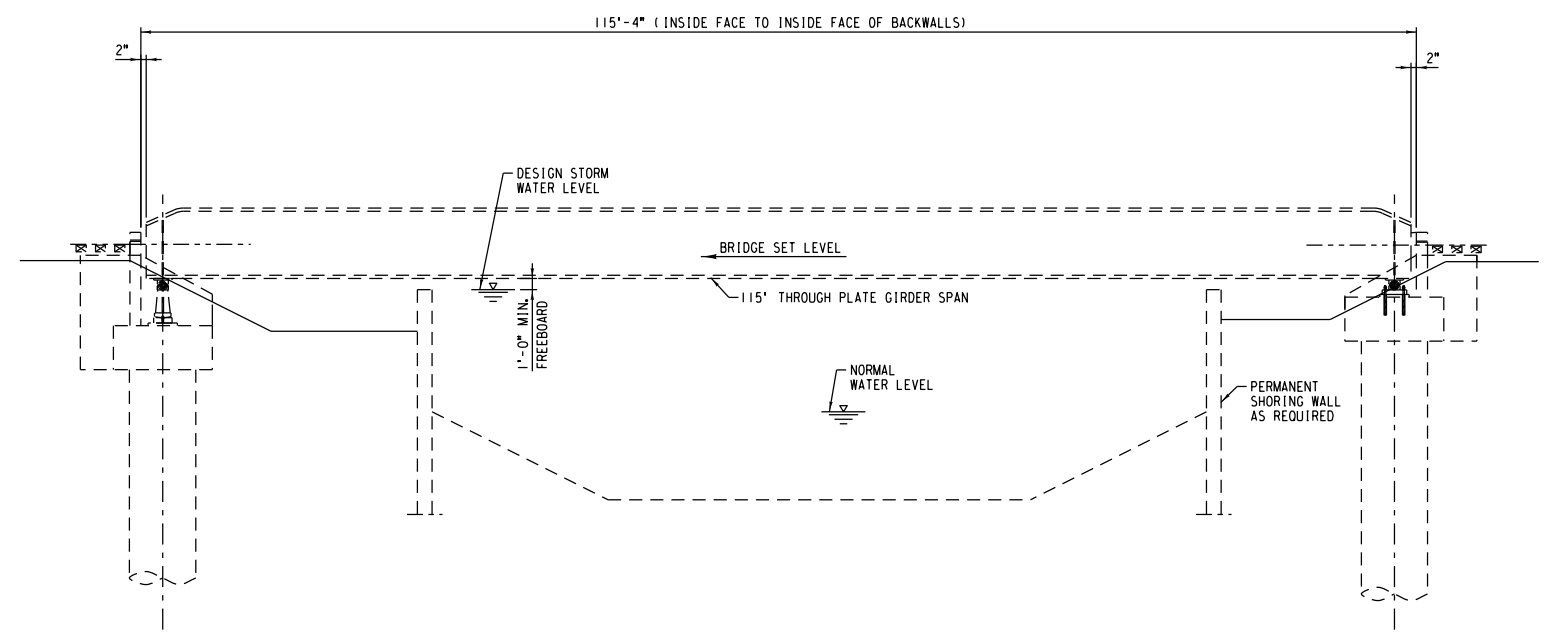 115'-4" (INSIDE FACE TO INSIDE FACE OF BACKWALLS)
2"
2"
DESIGN STORM
WATER LEVEL
BRIDGE SET LEVEL
115' THROUGH PLATE GIRDER SPAN
1'-0" MIN.
FREEBOARD
NORMAL
WATER LEVEL
PERMANENT
SHORING WALL
AS REQUIRED